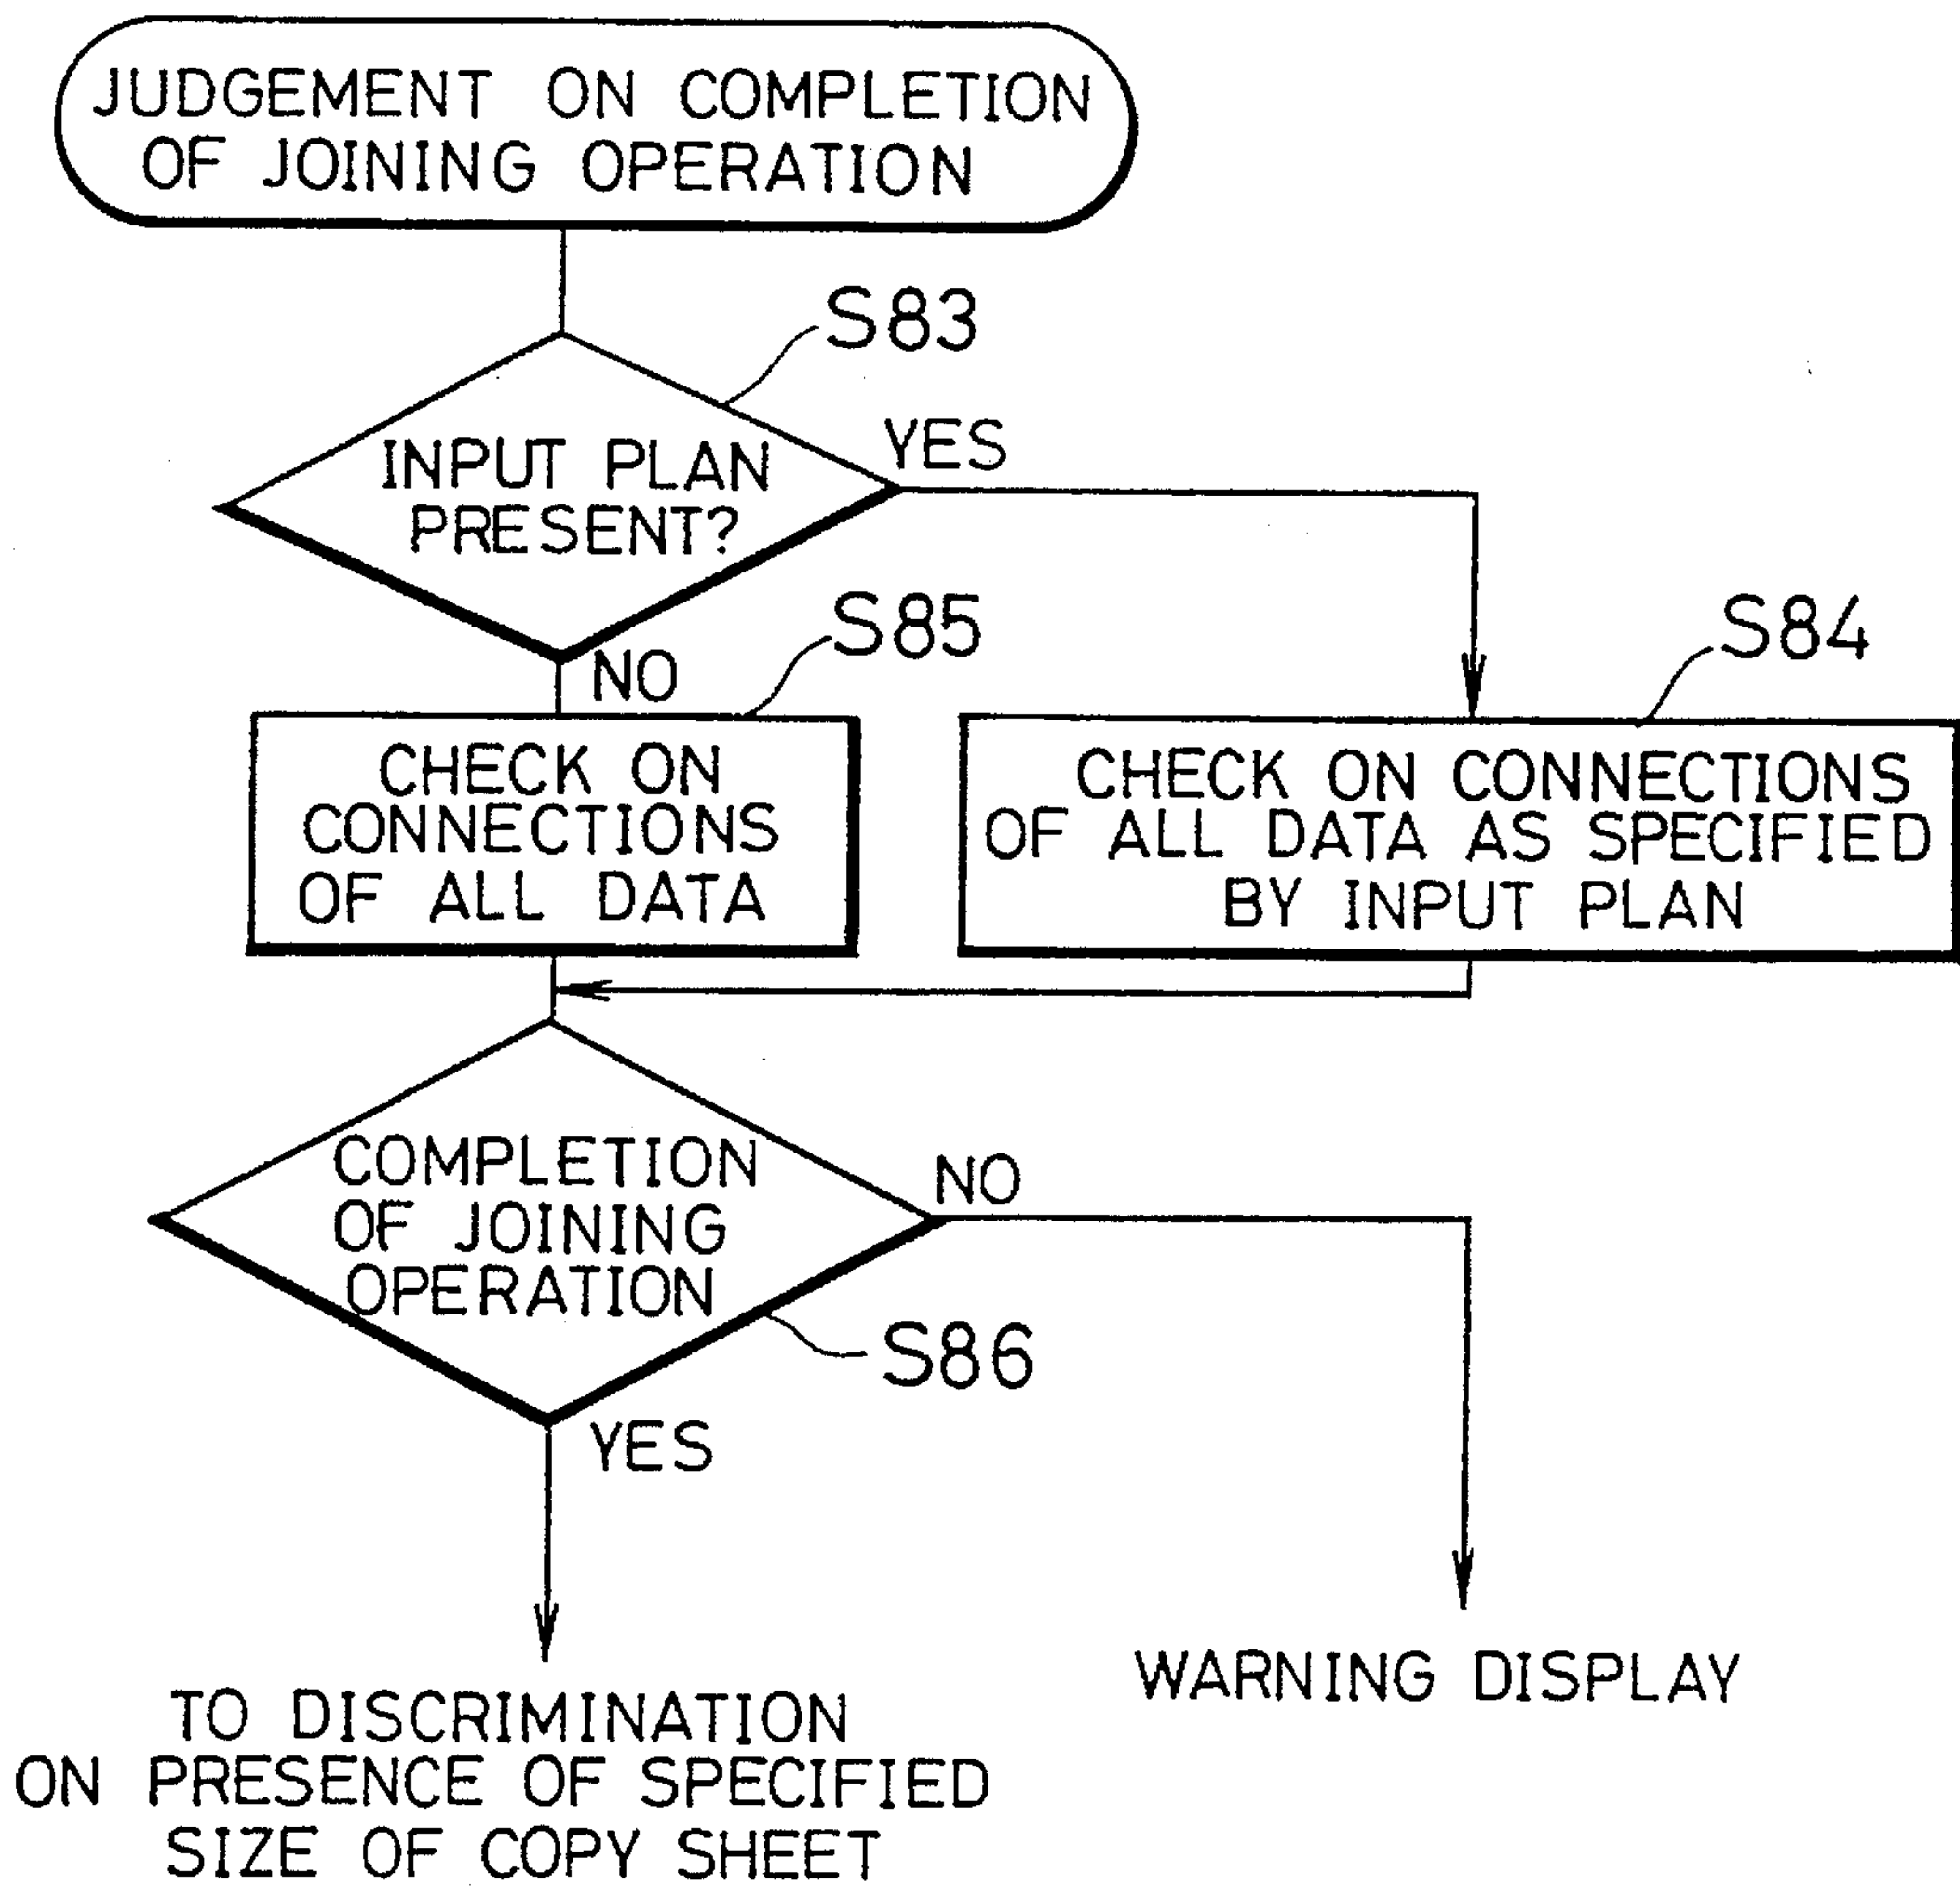 JUDGEMENT ON COMPLETION
OF JOINING OPERATION
S83
YES
INPUT PLAN
PRESENT?
NO
S85
S84
CHECK ON
CONNECTIONS
OF ALL DATA
CHECK ON CONNECTIONS
OF ALL DATA AS SPECIFIED
BY INPUT PLAN
COMPLETION
OF JOINING
OPERATION
NO
S86
YES
WARNING DISPLAY
TO DISCRIMINATION
ON PRESENCE OF SPECIFIED
SIZE OF COPY SHEET